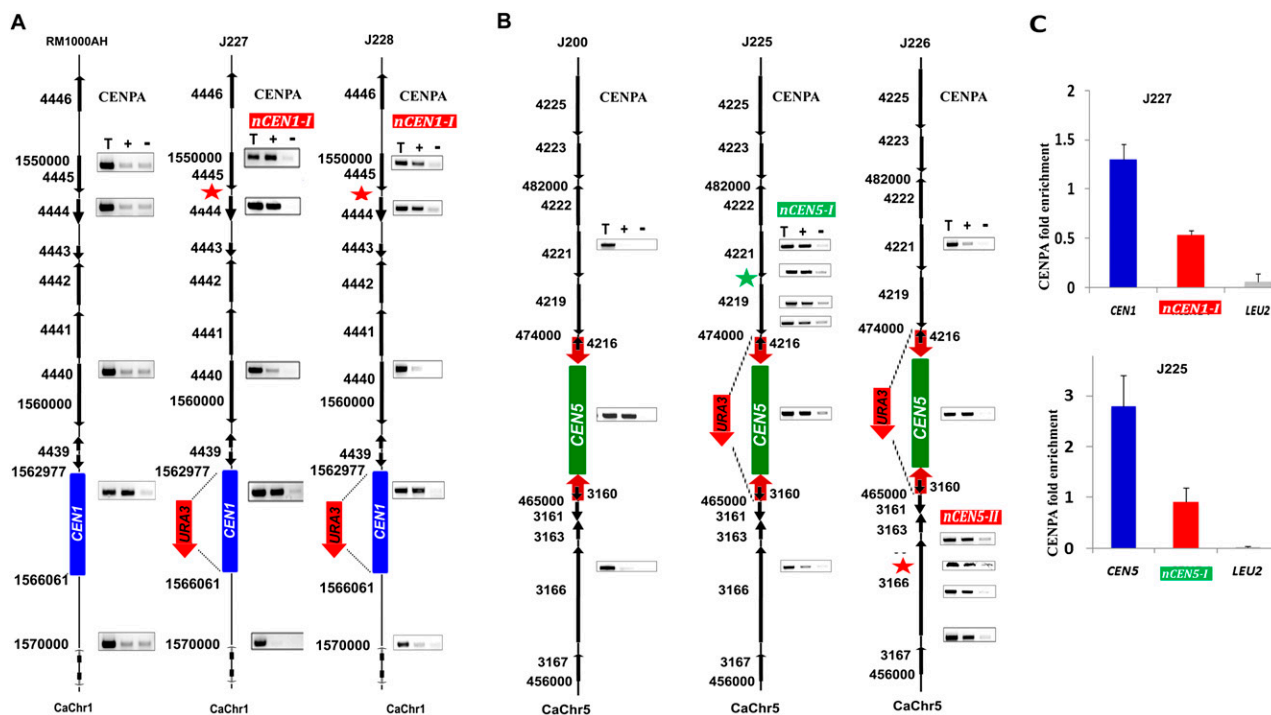 A
RM1000AH
4446
CENPA
T + -
1550000
4445
4444
4443
4442
4441
4440
1560000
4439
1562977
CEN1
1566061
1570000
CaChr1
J227
4446
CENPA
nCEN1-I
T + -
1550000
4445
4444
4443
4442
4441
4440
1560000
4439
1562977
URA3
CEN1
1566061
1570000
CaChr1
J228
4446
CENPA
nCEN1-I
T + -
1550000
4445
4444
4443
4442
4441
4440
1560000
4439
1562977
URA3
CEN1
1566061
1570000
CaChr1
B
J200
CENPA
4225
4223
482000
4222
T + -
4221
4219
474000
4216
CEN5
465000
3160
3161
3163
3166
3167
456000
CaChr5
J225
CENPA
4225
4223
482000
4222
nCEN5-I
T + -
4221
4219
474000
4216
URA3
CEN5
465000
3160
3161
3163
3166
3167
456000
CaChr5
J226
CENPA
4225
4223
482000
4222
T + -
4221
4219
474000
4216
URA3
CEN5
465000
3160
3161
nCEN5-II
3163
--
3166
3167
456000
CaChr5
C
J227
CENPA fold enrichment
2
1.5
1
0.5
0
CEN1
nCEN1-I
LEU2
J225
CENPA fold enrichment
3
2
1
0
CEN5
nCEN5-I
LEU2